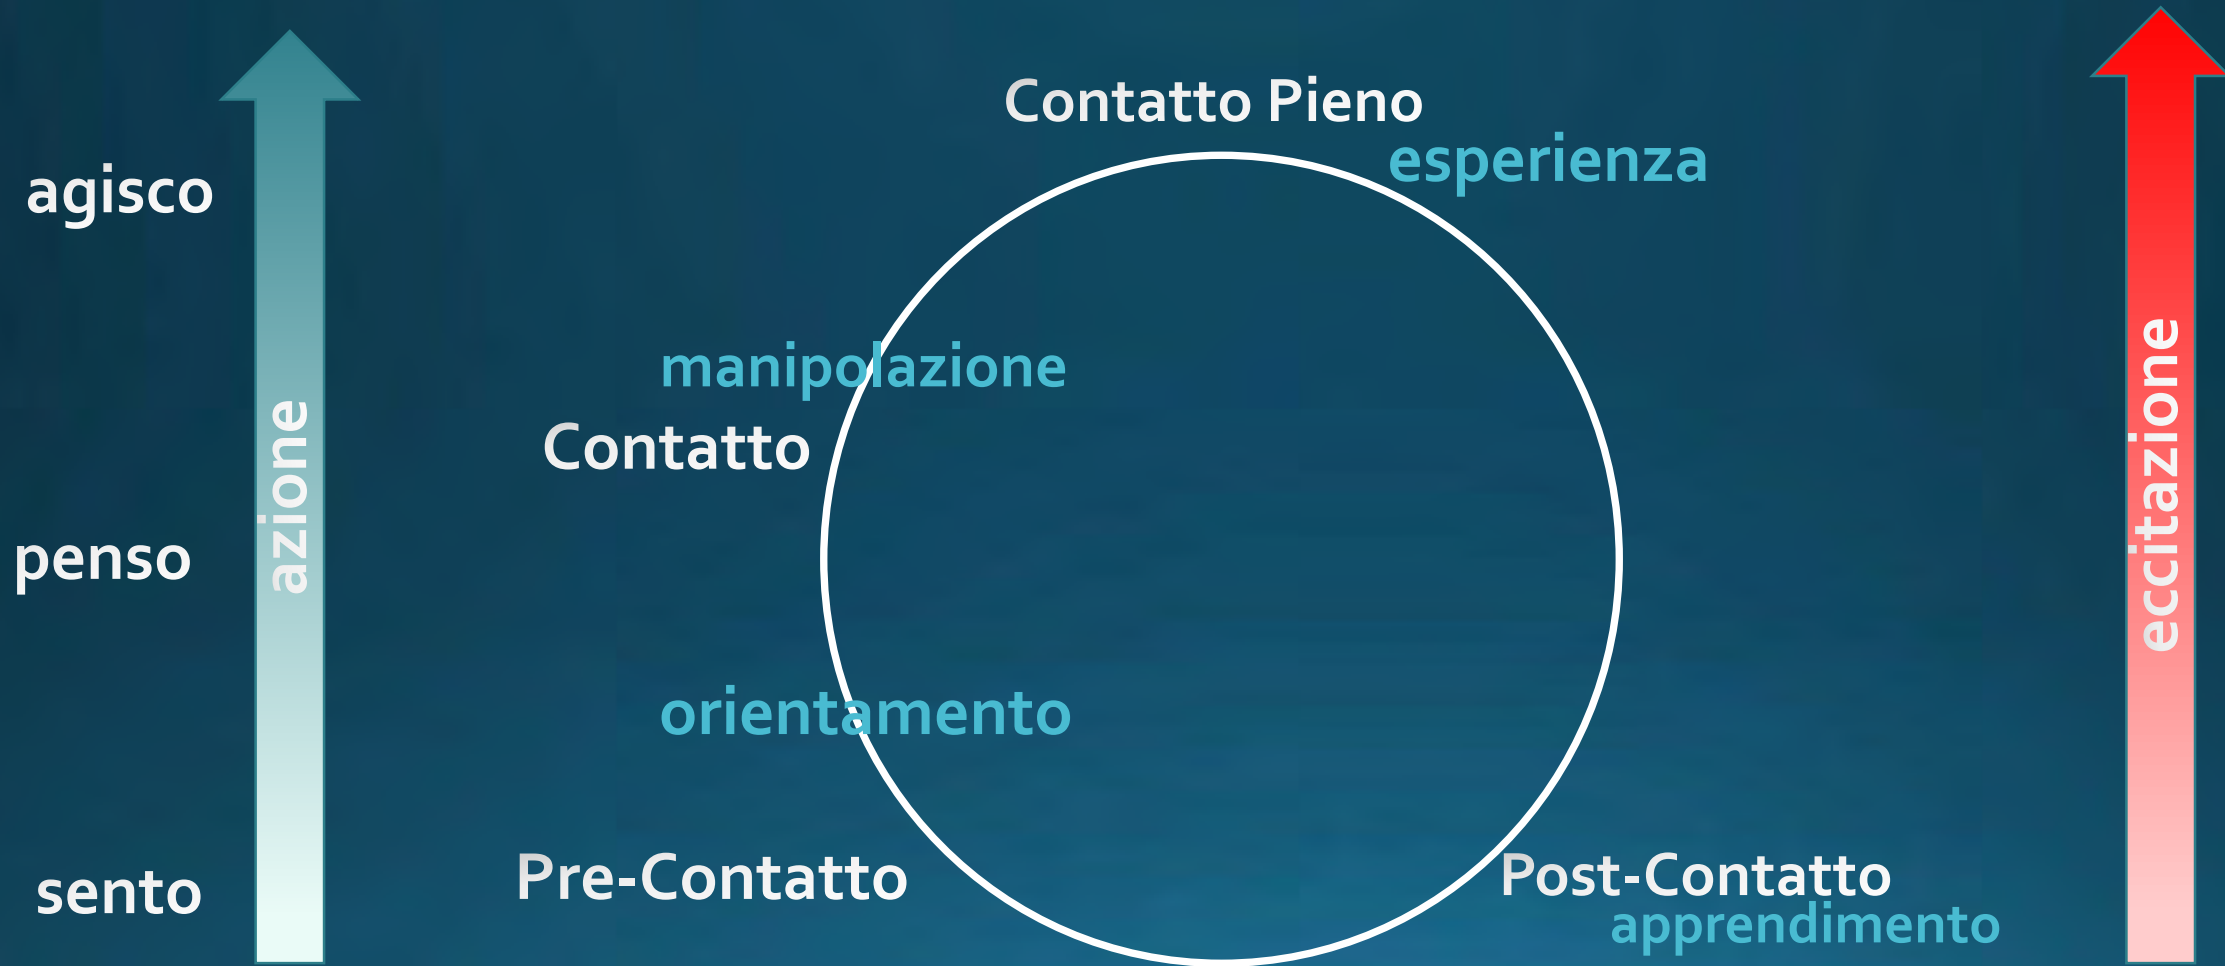 Contatto Pieno
esperienza
agisco
manipolazione
Contatto
azione
eccitazione
penso
orientamento
Pre-Contatto
Post-Contatto
sento
apprendimento